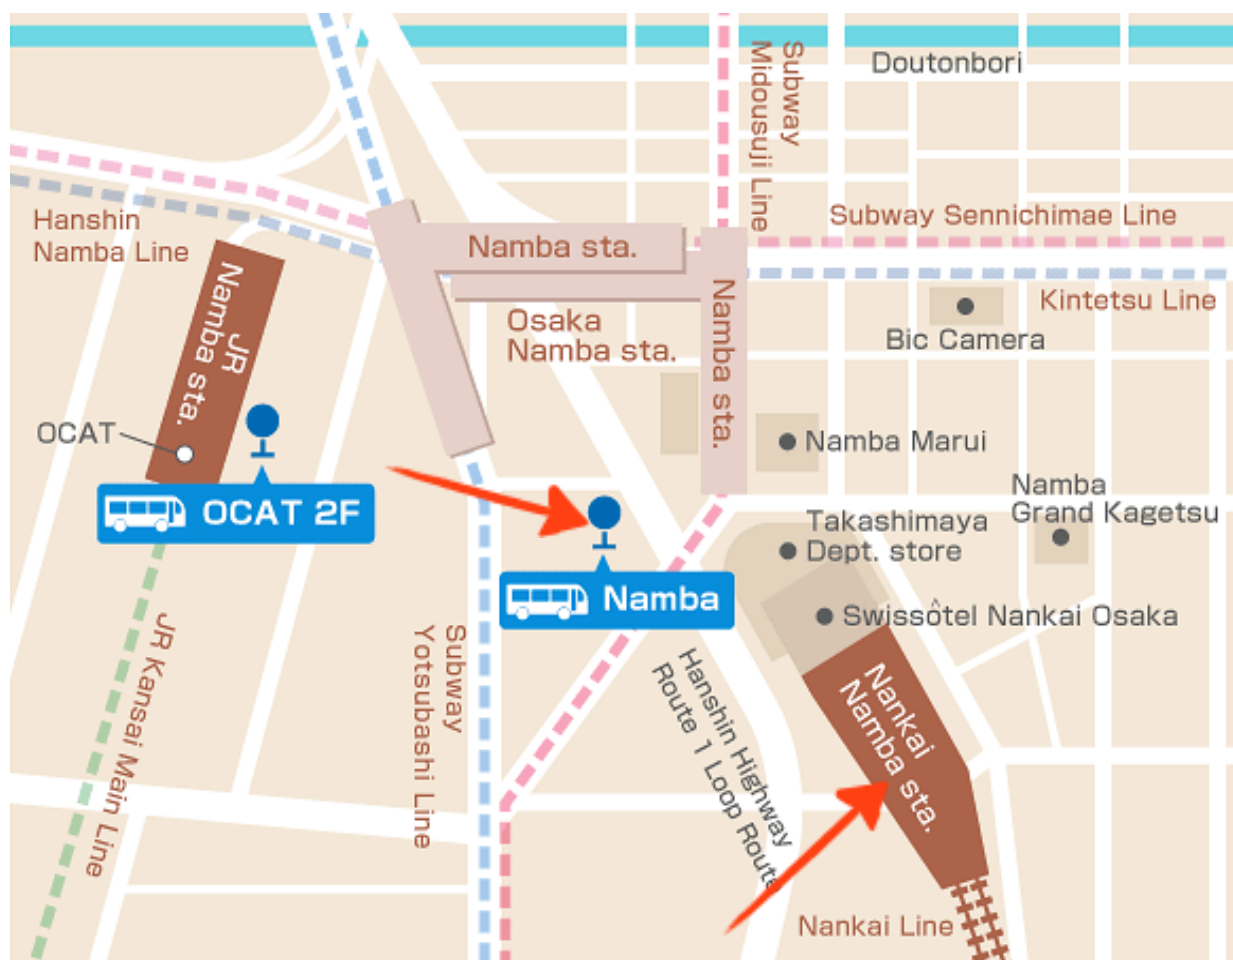 Doutonbori
Subway
Midousuji Line
Hanshin
Namba Line
Subway Sennichimae Line
Namba sta.
Kintetsu Line
JR
Namba sta.
Osaka
Namba sta.
Namba sta.
Bic Camera
OCAT
Namba Marui
OCAT 2F
Namba
Grand Kagetsu
Takashimaya
Dept. store
Namba
Swissôtel Nankai Osaka
JR Kansai Main Line
Subway
Yotsubashi Line
Hanshin Highway
Route 1 Loop Route
Nankai
Namba sta.
Nankai Line